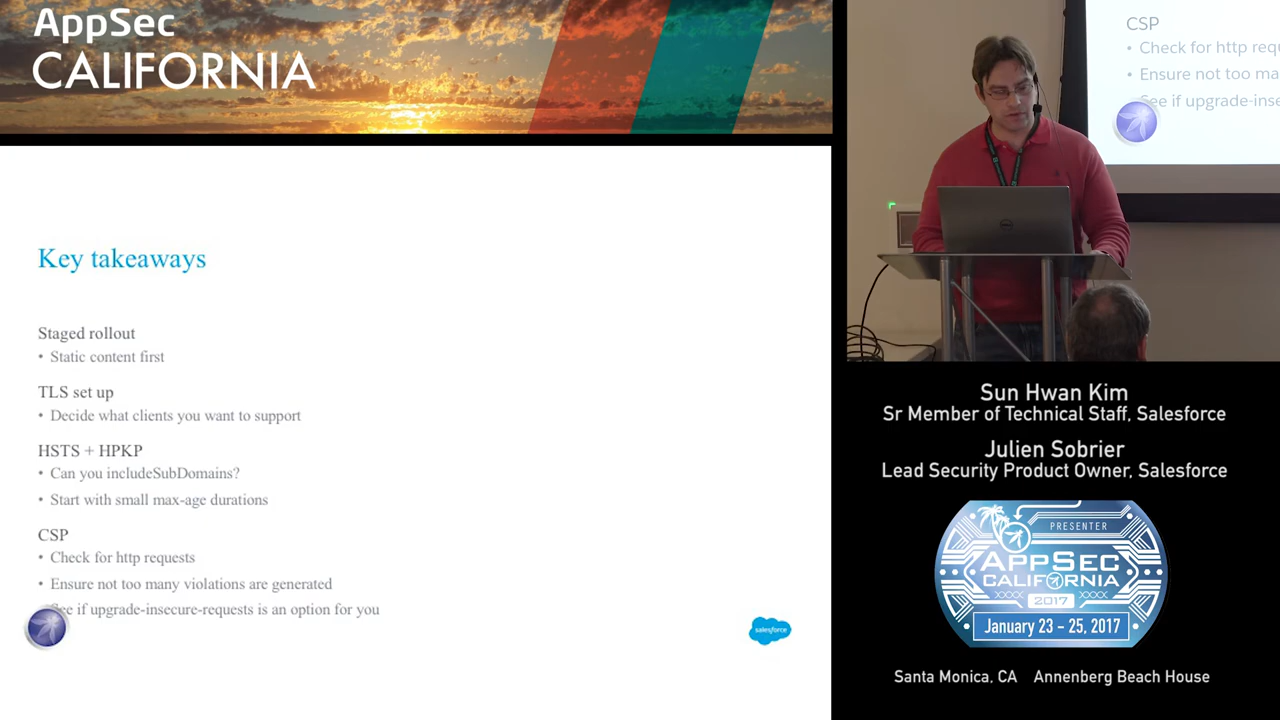 AppSec
CALIFORNIA
Key takeaways
Staged rollout
• Static content first
TLS set up
• Decide what clients you want to support
HSTS + HPKP
• Can you includeSubDomains?
• Start with small max-age durations
CSP
• Check for http requests
• Ensure not too many violations are generated
See if upgrade-insecure-requests is an option for you
salesforce
CSP
• Check for http requ
• Ensure not too ma
See if upgrade-inse
DELL
Sun Hwan Kim
Sr Member of Technical Staff, Salesforce
Julien Sobrier
Lead Security Product Owner, Salesforce
PRESENTER
APPSEC
CALIFORNIA
2017
January 23 - 25, 2017
Santa Monica, CA Annenberg Beach House